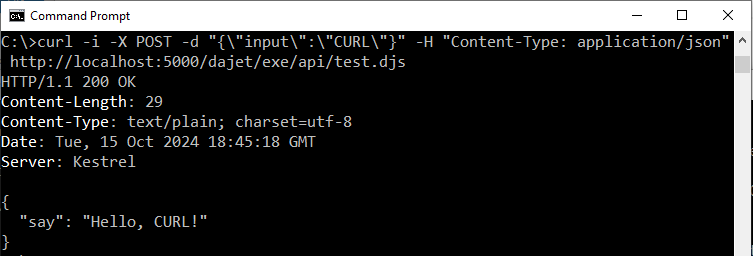 Command Prompt
C:\>curl -i -X POST -d "{\"input\":\"CURL\"}" -H "Content-Type: application/json"
 http://localhost:5000/dajet/exe/api/test.djs
HTTP/1.1 200 OK
Content-Length: 29
Content-Type: text/plain; charset=utf-8
Date: Tue, 15 Oct 2024 18:45:18 GMT
Server: Kestrel

{
  "say": "Hello, CURL!"
}